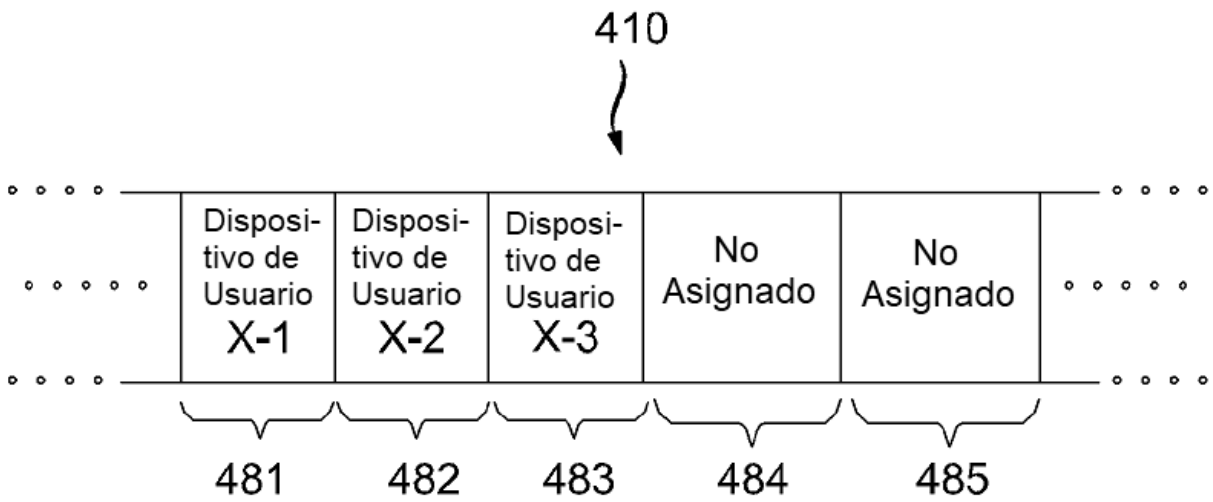 410
Disposi-
tivo de
Usuario
X-1
Disposi-
tivo de
Usuario
X-2
Disposi-
tivo de
Usuario
X-3
No
Asignado
No
Asignado
481
482
483
484
485